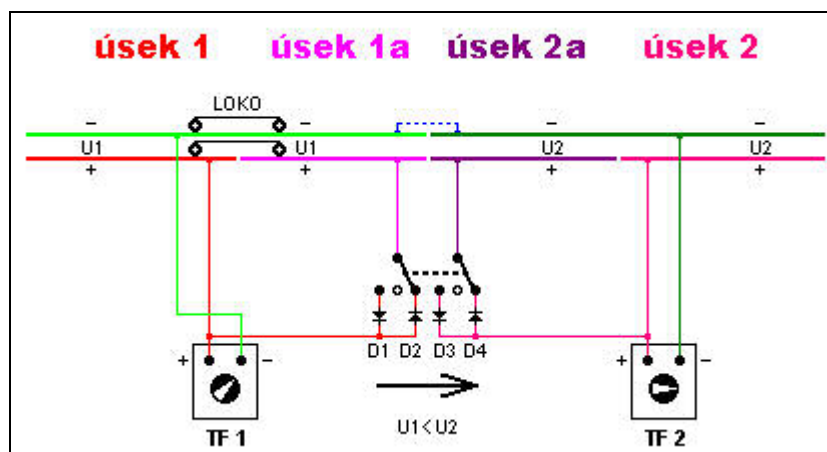 úsek 1 úsek 1a úsek 2a úsek 2
LOKO
− − − −
U1 U1 U2 U2
+ + + +
D1 D2 D3 D4
+ − + −
U1<U2
TF 1 TF 2